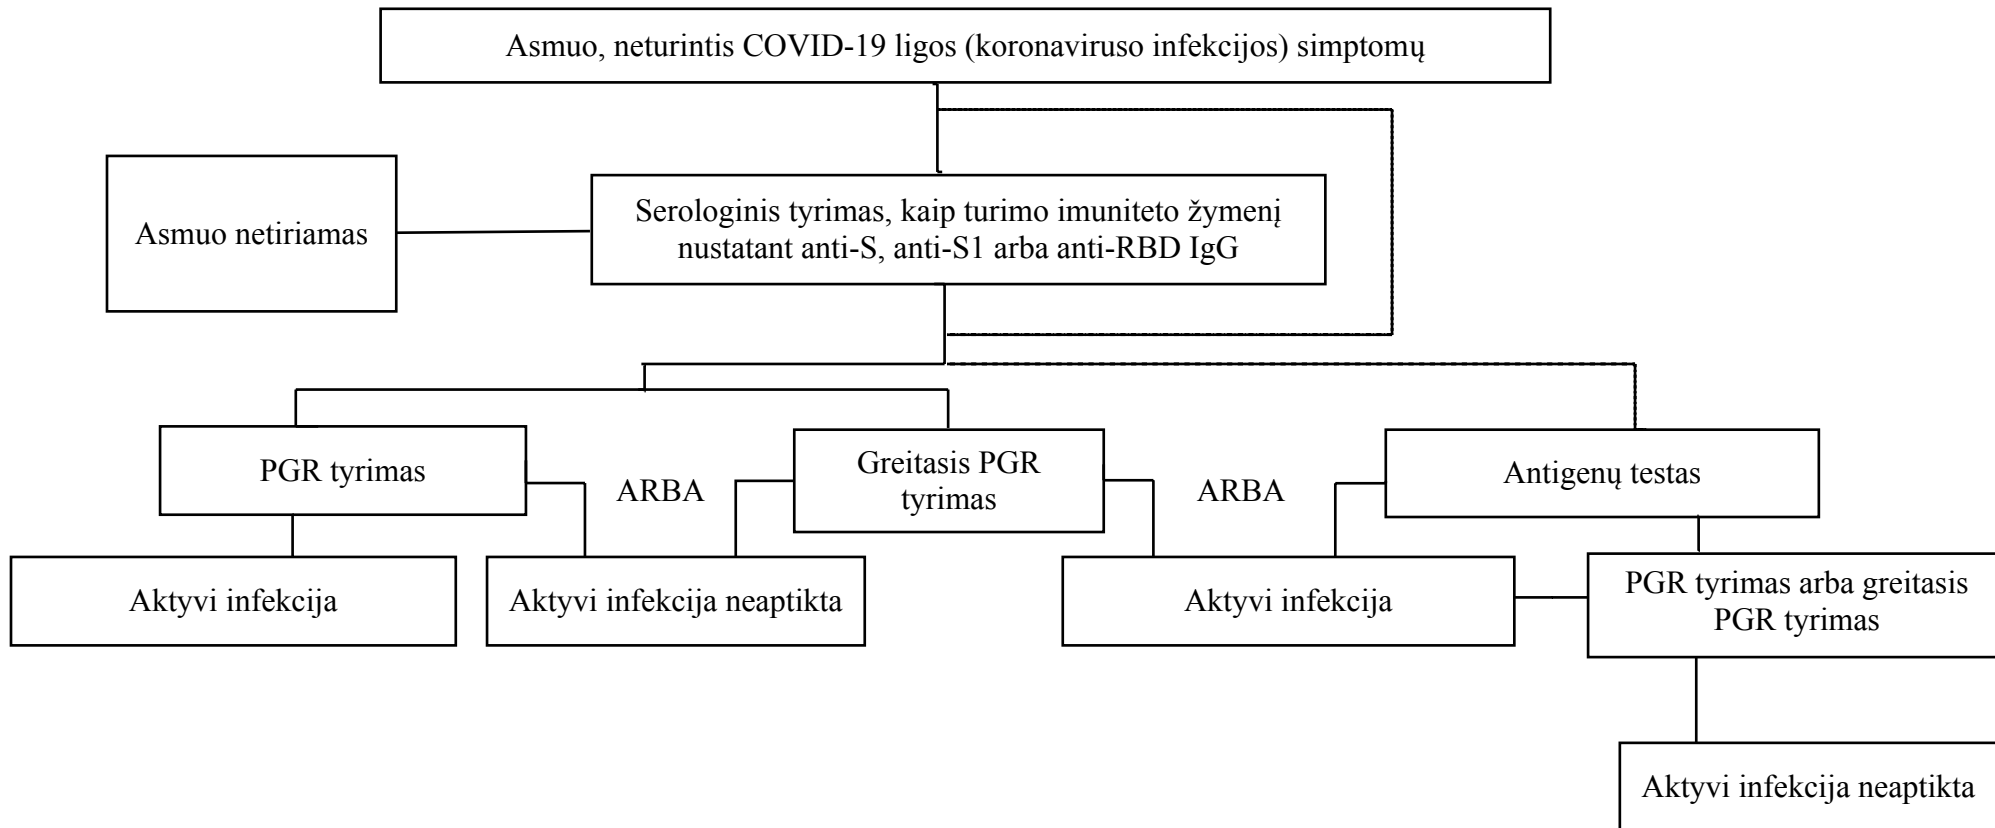 Asmuo, neturintis COVID-19 ligos (koronaviruso infekcijos) simptomų
Asmuo netiriamas
Serologinis tyrimas, kaip turimo imuniteto žymenį
nustatant anti-S, anti-S1 arba anti-RBD IgG
PGR tyrimas
ARBA
Greitasis PGR
tyrimas
ARBA
Antigenų testas
Aktyvi infekcija
Aktyvi infekcija neaptikta
Aktyvi infekcija
PGR tyrimas arba greitasis
PGR tyrimas
Aktyvi infekcija neaptikta